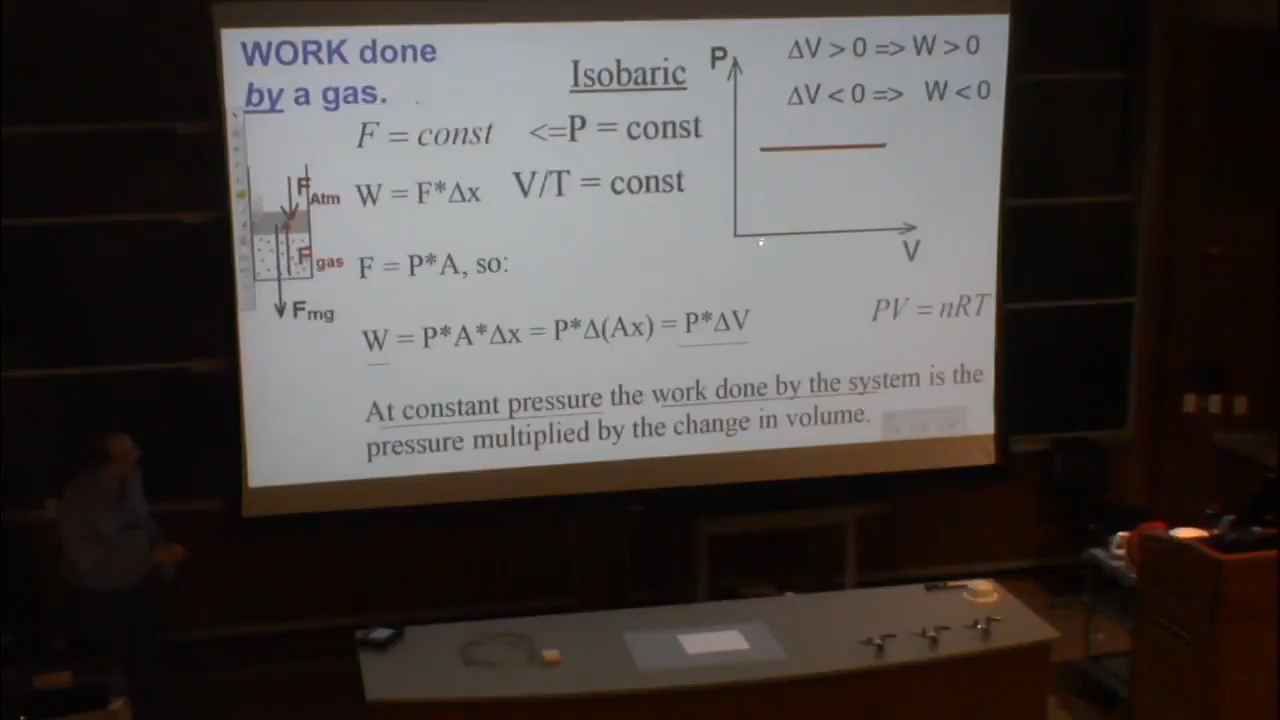 WORK done
by a gas.
Isobaric
F = const <=P = const
W = F*Δx V/T = const
F = P*A, so:
W = P*A*Δx = P*Δ(Ax) = P*ΔV
At constant pressure the work done by the system is the
pressure multiplied by the change in volume.
F Atm
F gas
Fmg
P
ΔV > 0 => W > 0
ΔV < 0 => W < 0
V
PV = nRT